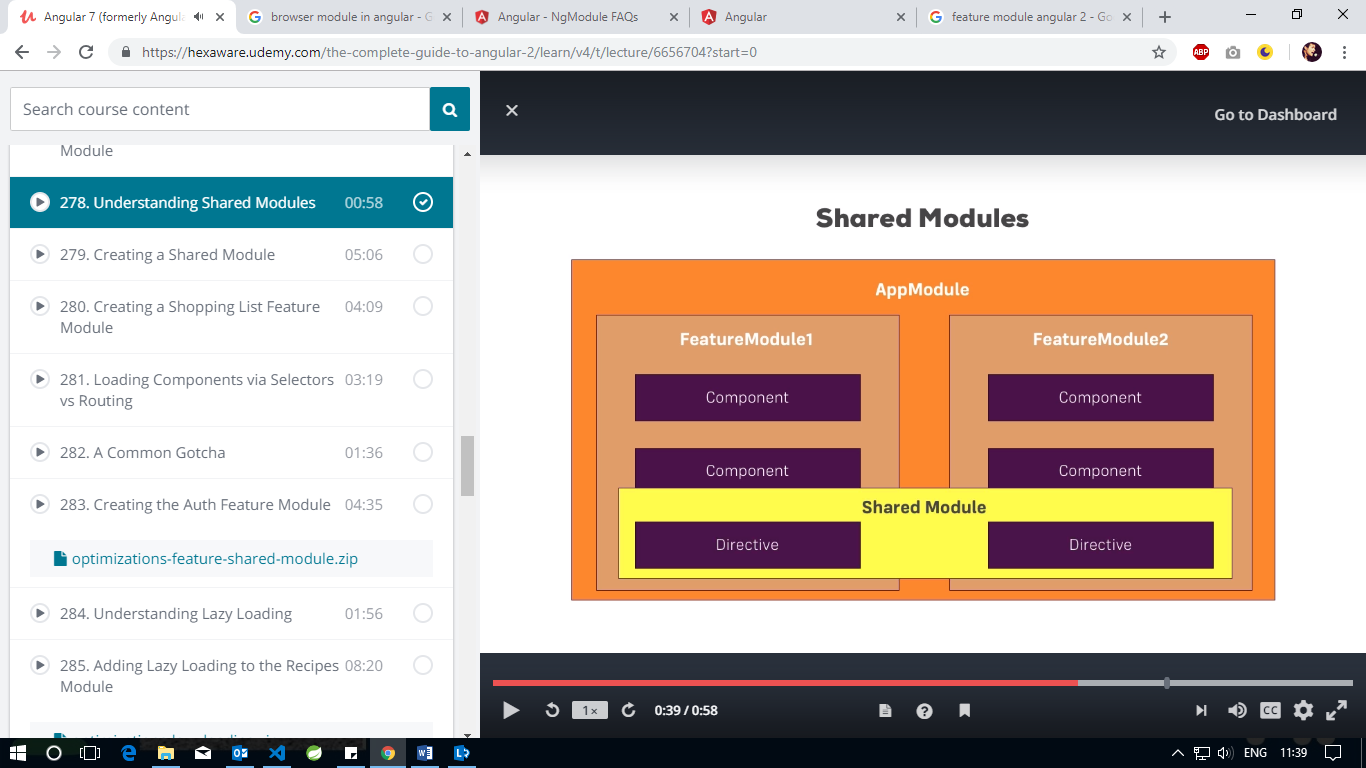 Angular 7 (formerly Angula
browser module in angular - G
Angular - NgModule FAQs
Angular
feature module angular 2 - Go
https://hexaware.udemy.com/the-complete-guide-to-angular-2/learn/v4/t/lecture/6656704?start=0
ABP
Search course content
Go to Dashboard
Module
278. Understanding Shared Modules 00:58
279. Creating a Shared Module 05:06
280. Creating a Shopping List Feature 04:09
Module
281. Loading Components via Selectors 03:19
vs Routing
282. A Common Gotcha 01:36
283. Creating the Auth Feature Module 04:35
optimizations-feature-shared-module.zip
284. Understanding Lazy Loading 01:56
285. Adding Lazy Loading to the Recipes 08:20
Module
Shared Modules
AppModule
FeatureModule1
FeatureModule2
Component
Component
Component
Component
Shared Module
Directive
Directive
1x
0:39 / 0:58
CC
ENG
11:39